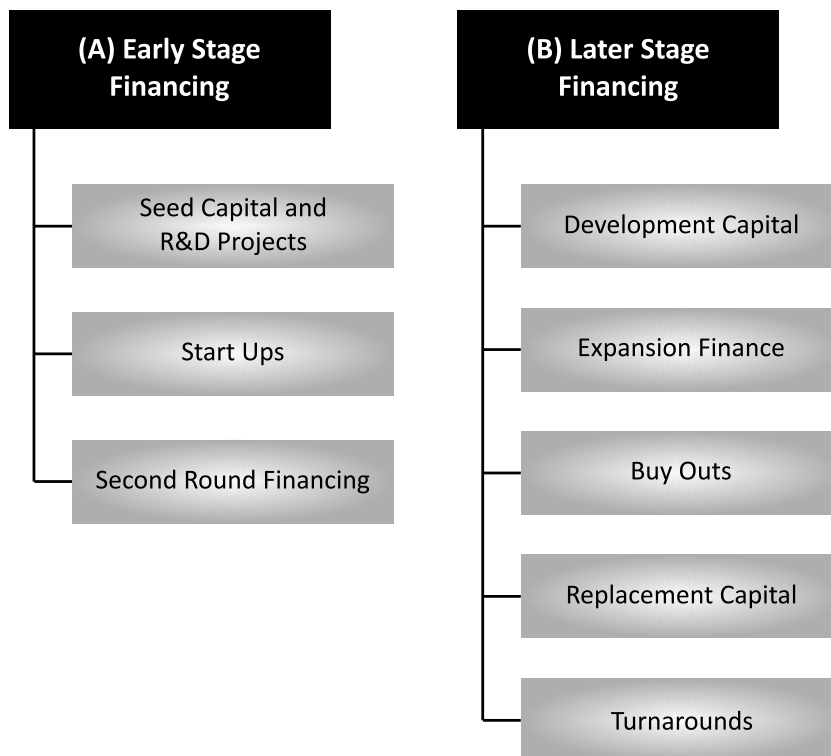 (A) Early Stage
Financing
Seed Capital and
R&D Projects
Start Ups
Second Round Financing
(B) Later Stage
Financing
Development Capital
Expansion Finance
Buy Outs
Replacement Capital
Turnarounds